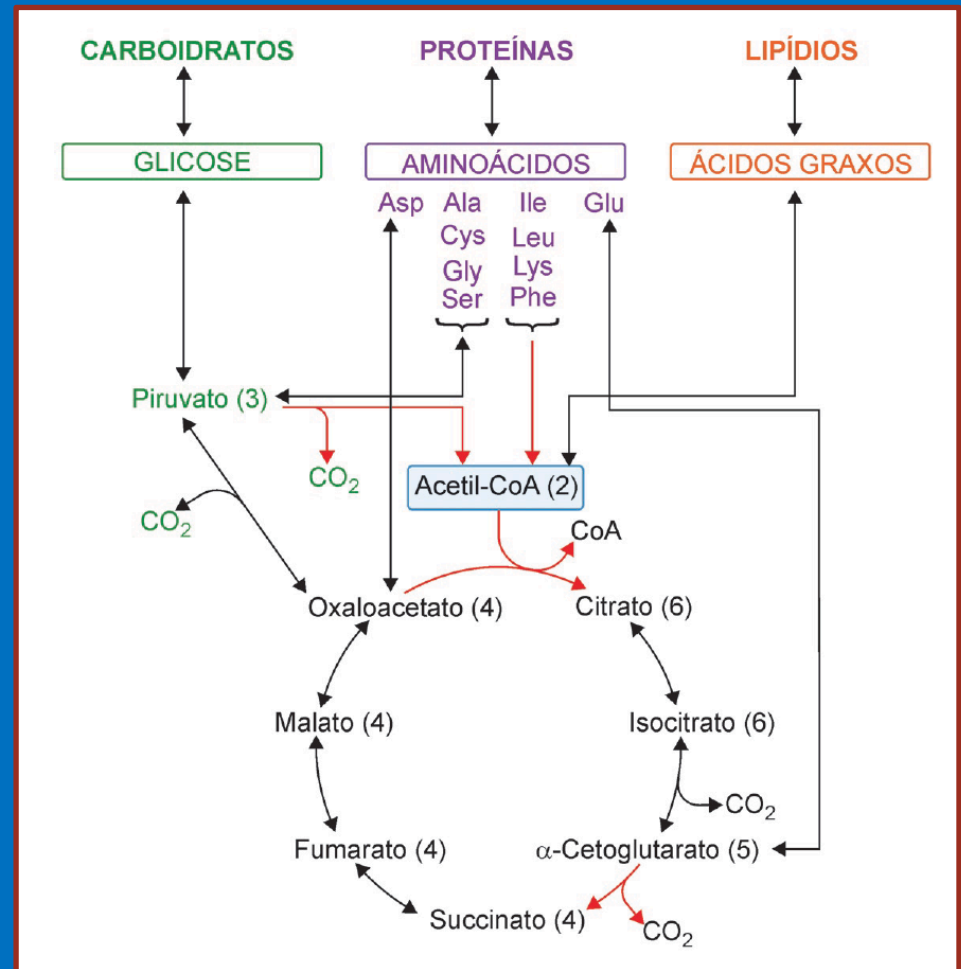 CARBOIDRATOS PROTEÍNAS LIPÍDIOS
GLICOSE AMINOÁCIDOS ÁCIDOS GRAXOS
Asp Ala Ile Glu
Cys Leu
Gly Lys
Ser Phe
Piruvato (3)
CO₂
Acetil-CoA (2)
CO₂
CoA
Oxaloacetato (4) Citrato (6)
Malato (4) Isocitrato (6)
CO₂
Fumarato (4) α-Cetoglutarato (5)
Succinato (4)
CO₂